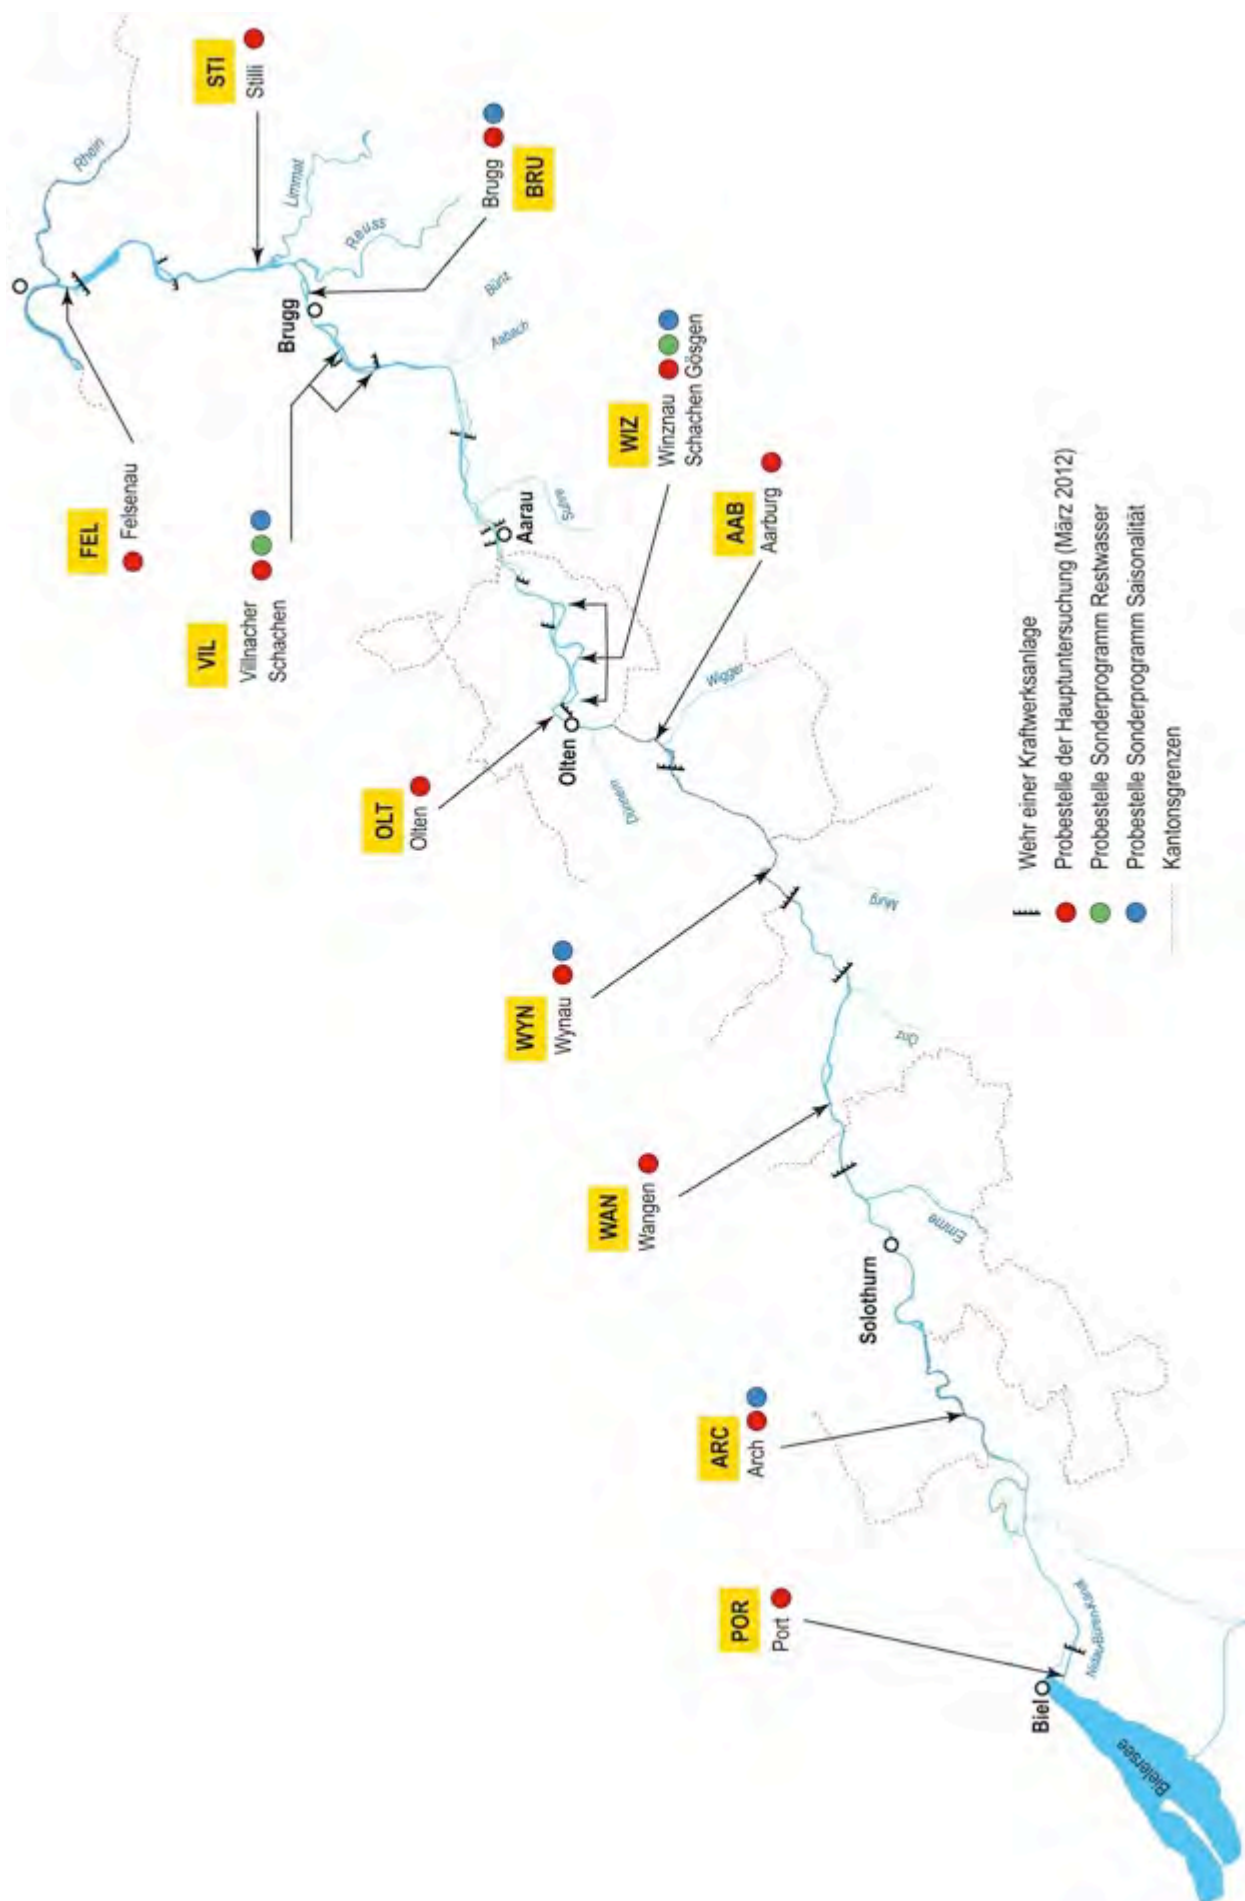 STI
Stilli
Rhein
Limmat
Brugg
BRU
Reuss
Brugg
Bünz
Aabach
FEL
Felsenau
VIL
Villnacher
Schachen
WIZ
Winznau
Schachen Gösgen
Aarau
Suhre
AAB
Aarburg
OLT
Olten
Olten
Dünnern
Wigger
WYN
Wynau
Murg
Önz
WAN
Wangen
Emme
Solothurn
ARC
Arch
POR
Port
Biel
Nidau-Büren-Kanal
Bielersee
Wehr einer Kraftwerksanlage
Probestelle der Hauptuntersuchung (März 2012)
Probestelle Sonderprogramm Restwasser
Probestelle Sonderprogramm Saisonalität
Kantonsgrenzen